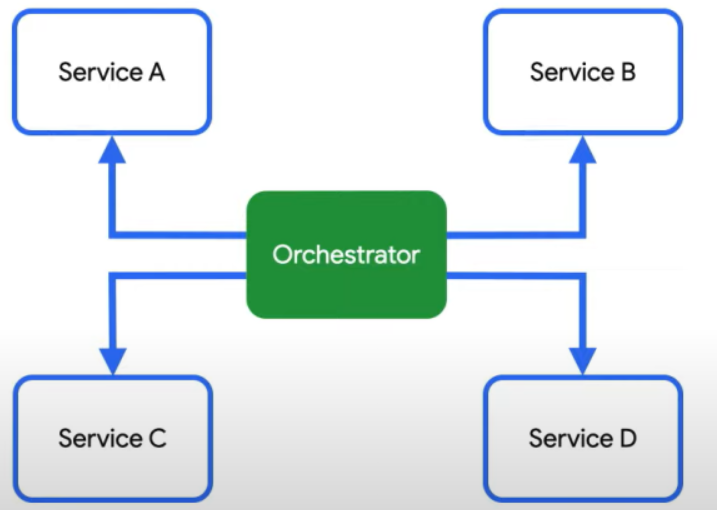 Service A
Service B
Orchestrator
Service C
Service D